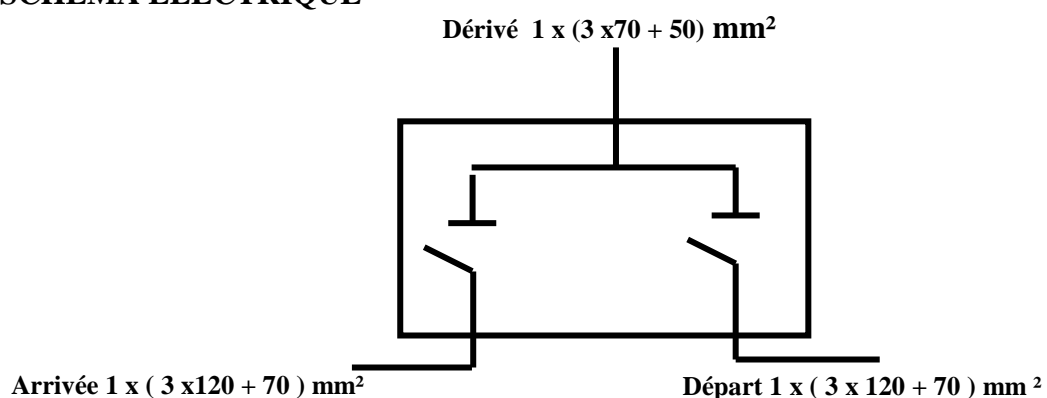 SCHEMA ELECTRIQUE
Dérivé 1 x (3 x70 + 50) mm²
Arrivée 1 x ( 3 x120 + 70 ) mm²
Départ 1 x ( 3 x 120 + 70 ) mm ²